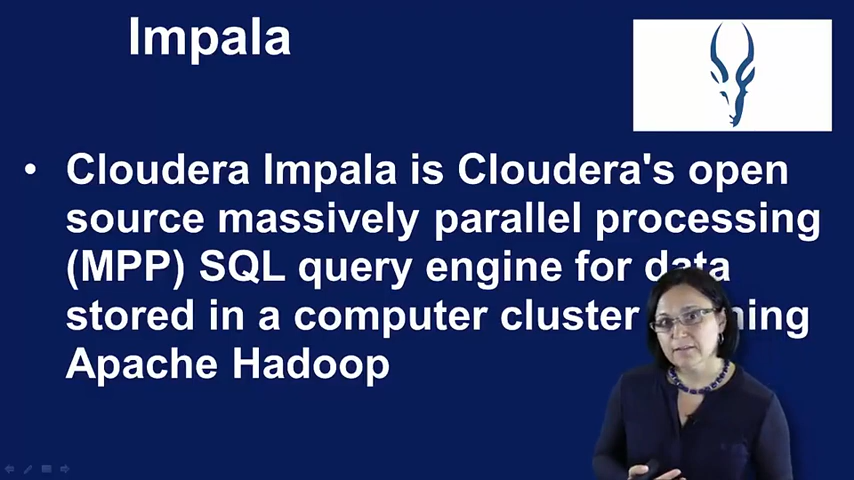 Impala
• Cloudera Impala is Cloudera's open
source massively parallel processing
(MPP) SQL query engine for data
stored in a computer cluster
Apache Hadoop